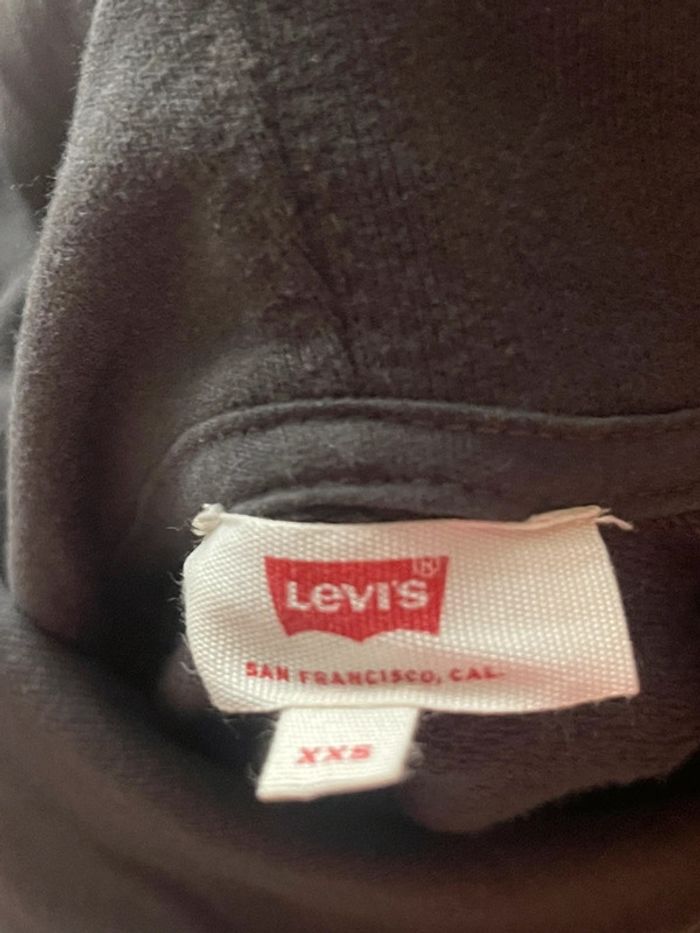 Levi's ®
SAN FRANCISCO, CAL.
XXS